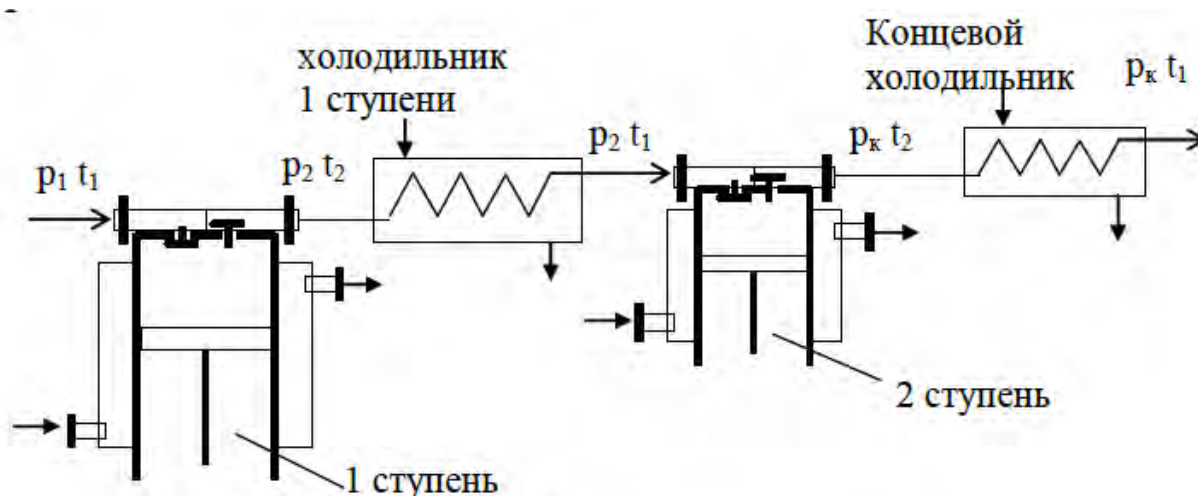 холодильник
1 ступени
Концевой
холодильник
p₁ t₁
p₂ t₂
p₂ t₁
pк t₂
pк t₁
1 ступень
2 ступень